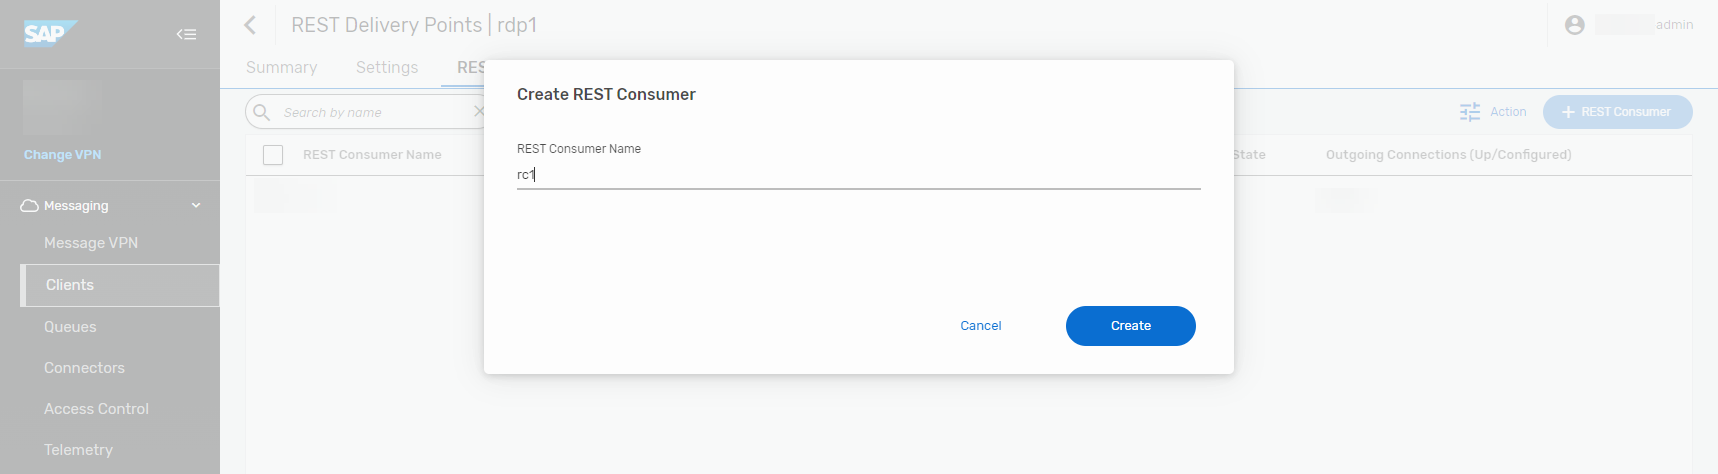 SAP
REST Delivery Points | rdp1
admin
Summary
Settings
RES
Change VPN
Search by name
Action
REST Consumer
REST Consumer Name
State
Outgoing Connections (Up/Configured)
Messaging
Message VPN
Clients
Queues
Connectors
Access Control
Telemetry
Create REST Consumer
REST Consumer Name
rc1
Cancel
Create